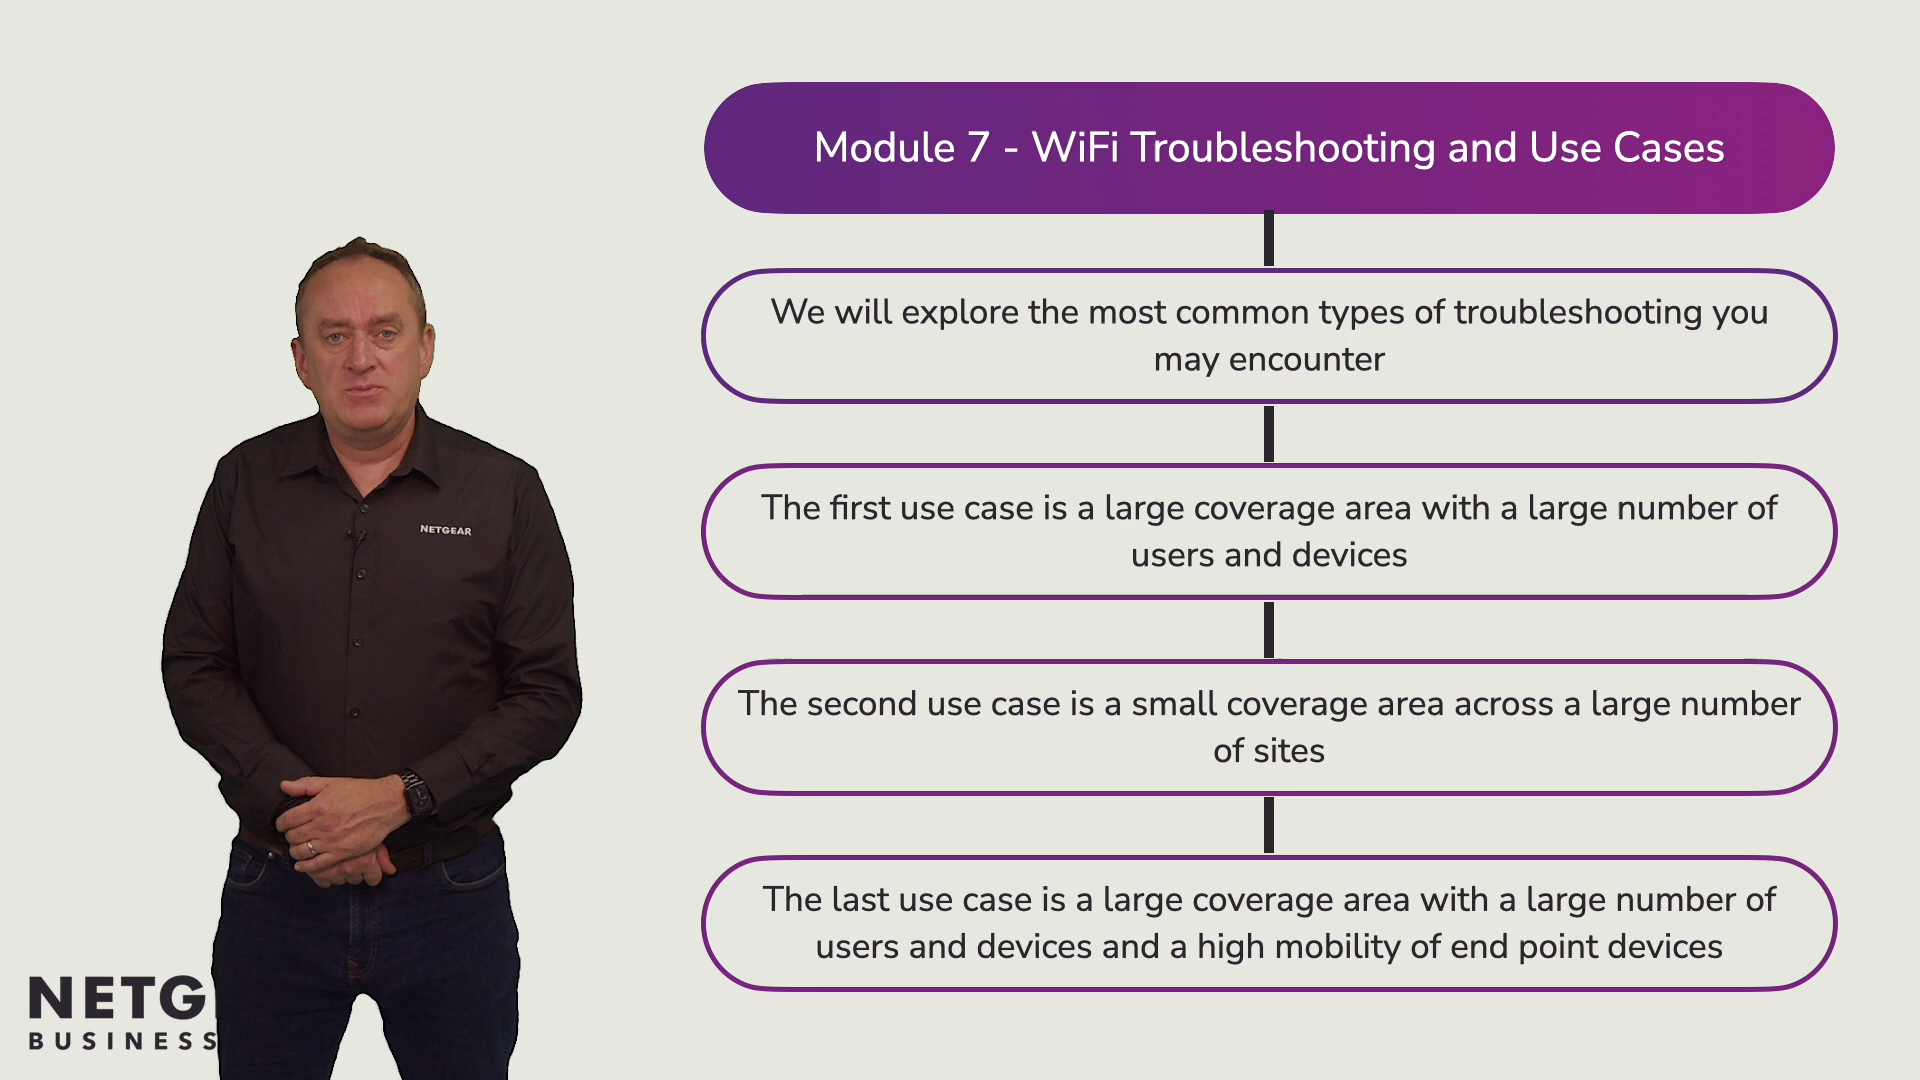 Module 7 - WiFi Troubleshooting and Use Cases
We will explore the most common types of troubleshooting you
may encounter
The first use case is a large coverage area with a large number of
users and devices
The second use case is a small coverage area across a large number
of sites
The last use case is a large coverage area with a large number of
users and devices and a high mobility of end point devices
NETGEAR
NETG
BUSINESS